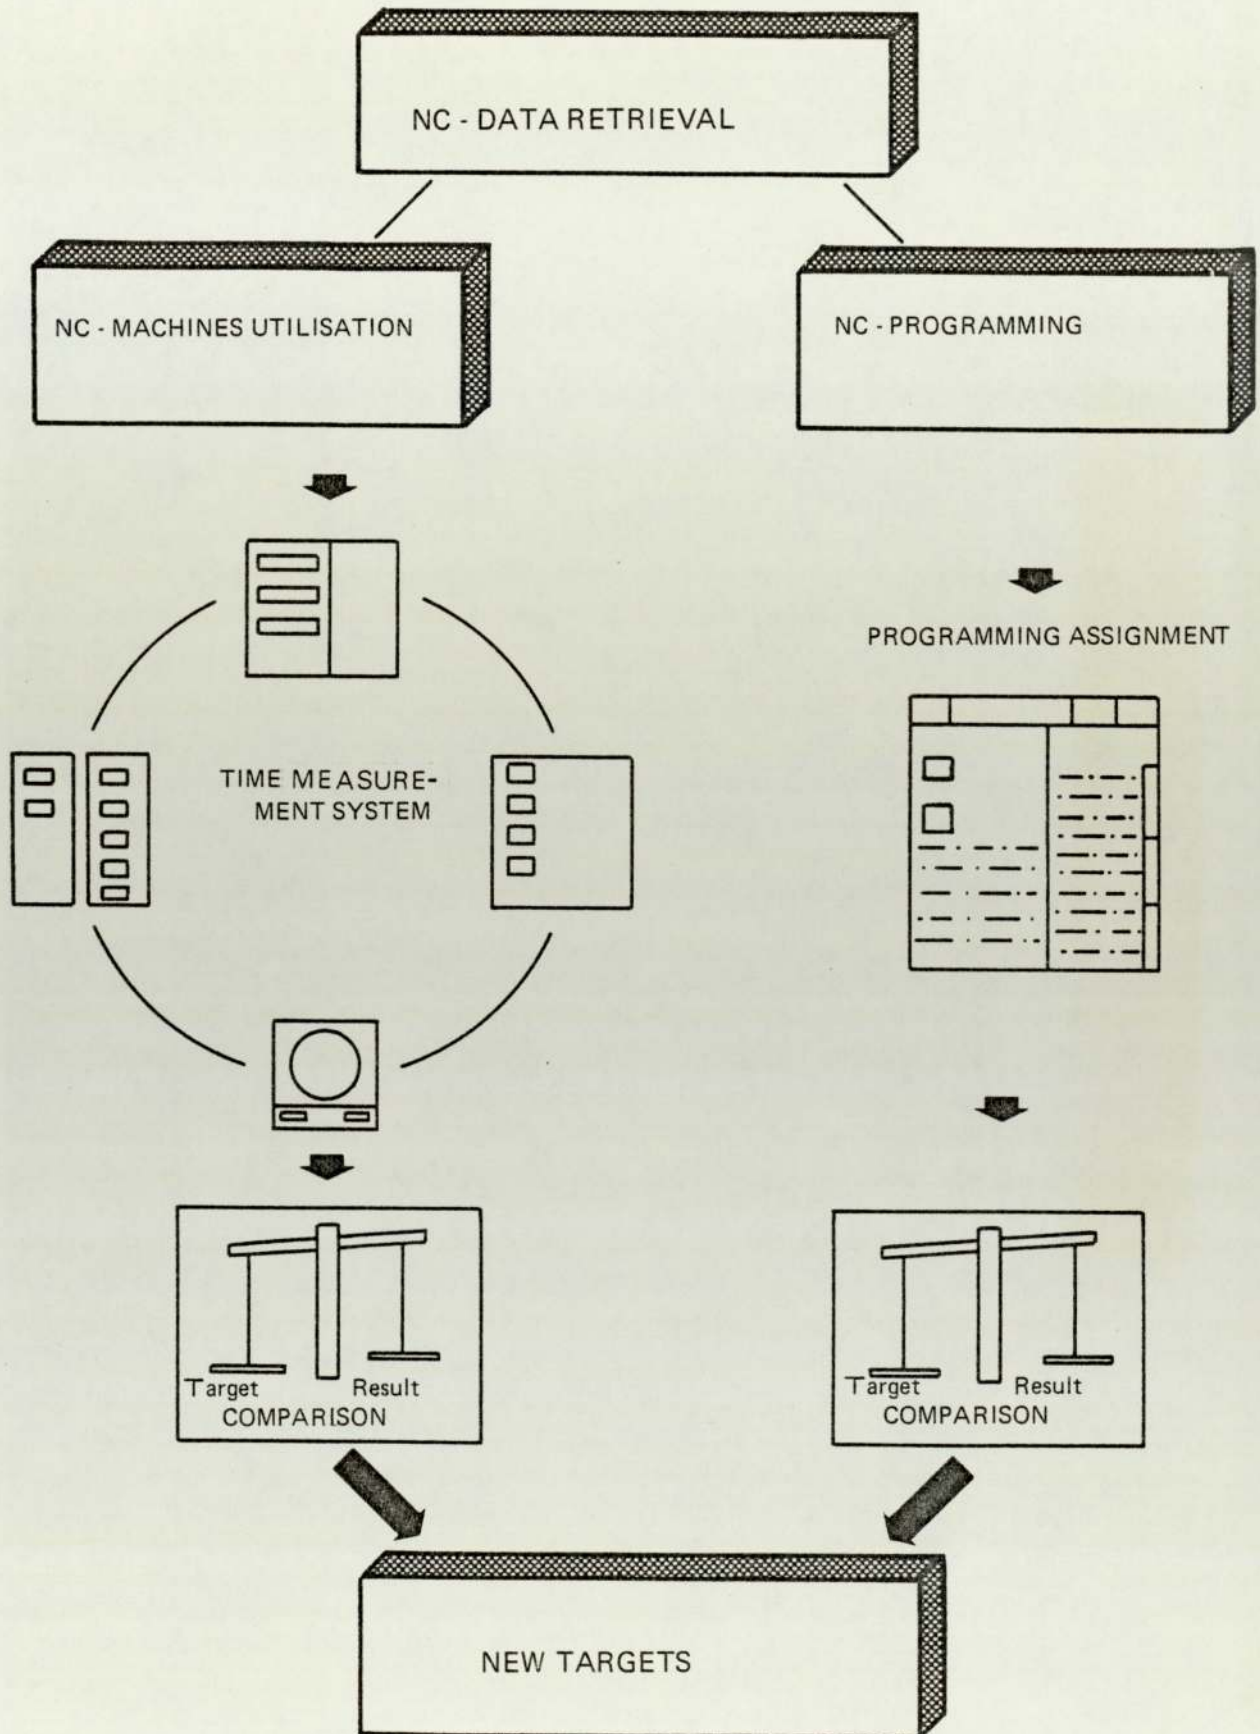 NC - DATA RETRIEVAL
NC - MACHINES UTILISATION
NC - PROGRAMMING
PROGRAMMING ASSIGNMENT
TIME MEASURE-
MENT SYSTEM
Target Result
COMPARISON
Target Result
COMPARISON
NEW TARGETS